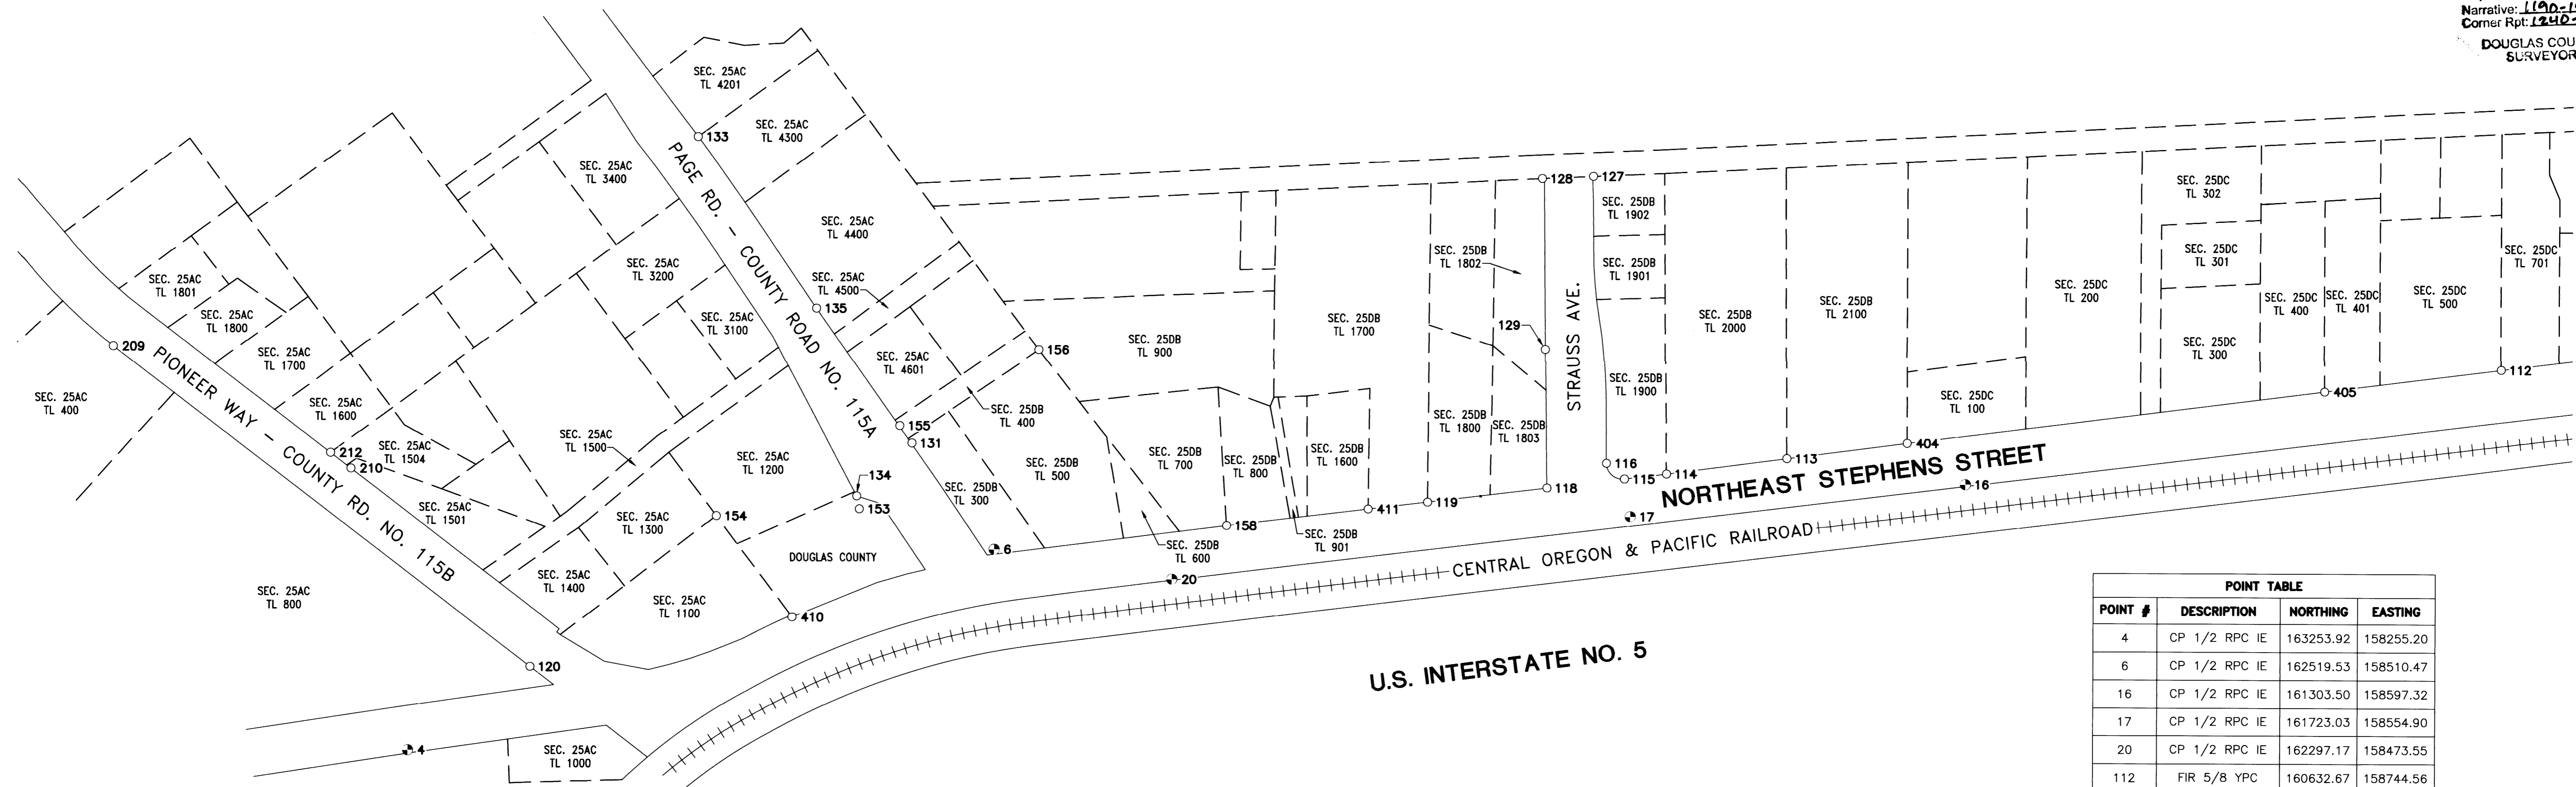 Narrative: 1190-1
Corner Rpt: 1240-
DOUGLAS COU
SURVEYOR
SEC. 25AC
TL 4201
133
SEC. 25AC
TL 4300
SEC. 25AC
TL 3400
PAGE RD. - COUNTY ROAD NO. 115A
SEC. 25AC
TL 4400
SEC. 25AC
TL 4500
135
SEC. 25AC
TL 3200
SEC. 25AC
TL 3100
SEC. 25AC
TL 4601
SEC. 25AC
TL 1801
SEC. 25AC
TL 1800
SEC. 25AC
TL 1700
209
PIONEER WAY - COUNTY RD. NO. 115B
SEC. 25AC
TL 400
SEC. 25AC
TL 1600
212
210
SEC. 25AC
TL 1504
SEC. 25AC
TL 1500
SEC. 25AC
TL 1501
SEC. 25AC
TL 1200
155
131
134
153
154
SEC. 25AC
TL 1300
DOUGLAS COUNTY
SEC. 25AC
TL 1400
SEC. 25AC
TL 1100
410
SEC. 25AC
TL 800
120
4
SEC. 25AC
TL 1000
156
SEC. 25DB
TL 400
SEC. 25DB
TL 500
SEC. 25DB
TL 300
6
SEC. 25DB
TL 900
SEC. 25DB
TL 700
SEC. 25DB
TL 800
SEC. 25DB
TL 600
158
SEC. 25DB
TL 901
SEC. 25DB
TL 1600
411
119
SEC. 25DB
TL 1700
SEC. 25DB
TL 1802
SEC. 25DB
TL 1800
SEC. 25DB
TL 1803
128
127
129
STRAUSS AVE.
118
SEC. 25DB
TL 1902
SEC. 25DB
TL 1901
SEC. 25DB
TL 1900
116
115
114
SEC. 25DB
TL 2000
113
SEC. 25DB
TL 2100
404
SEC. 25DC
TL 100
SEC. 25DC
TL 200
SEC. 25DC
TL 302
SEC. 25DC
TL 301
SEC. 25DC
TL 300
SEC. 25DC
TL 400
SEC. 25DC
TL 401
405
SEC. 25DC
TL 500
112
SEC. 25DC
TL 701
NORTHEAST STEPHENS STREET
16
17
20
CENTRAL OREGON & PACIFIC RAILROAD
U.S. INTERSTATE NO. 5
POINT TABLE
POINT # DESCRIPTION NORTHING EASTING
4 CP 1/2 RPC IE 163253.92 158255.20
6 CP 1/2 RPC IE 162519.53 158510.47
16 CP 1/2 RPC IE 161303.50 158597.32
17 CP 1/2 RPC IE 161723.03 158554.90
20 CP 1/2 RPC IE 162297.17 158473.55
112 FIR 5/8 YPC 160632.67 158744.56